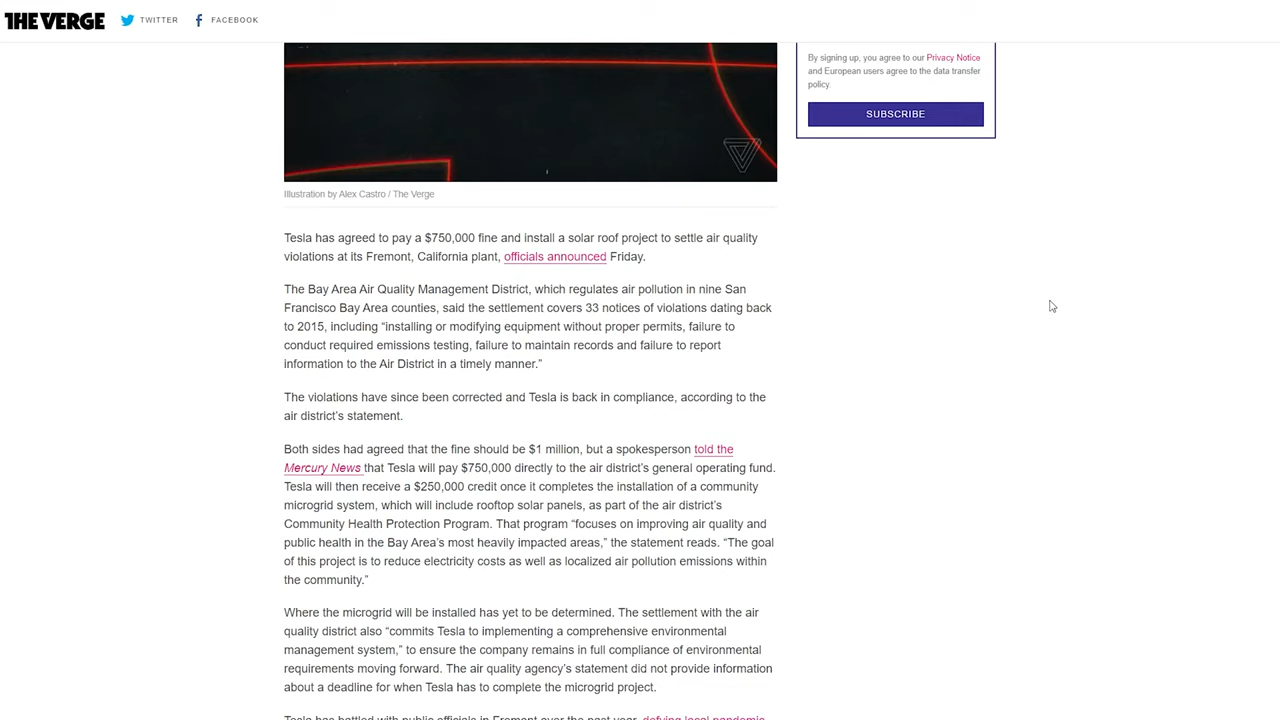 THE VERGE TWITTER FACEBOOK
By signing up, you agree to our Privacy Notice
and European users agree to the data transfer
policy.
SUBSCRIBE
Illustration by Alex Castro / The Verge
Tesla has agreed to pay a $750,000 fine and install a solar roof project to settle air quality
violations at its Fremont, California plant, officials announced Friday.
The Bay Area Air Quality Management District, which regulates air pollution in nine San
Francisco Bay Area counties, said the settlement covers 33 notices of violations dating back
to 2015, including “installing or modifying equipment without proper permits, failure to
conduct required emissions testing, failure to maintain records and failure to report
information to the Air District in a timely manner.”
The violations have since been corrected and Tesla is back in compliance, according to the
air district’s statement.
Both sides had agreed that the fine should be $1 million, but a spokesperson told the
Mercury News that Tesla will pay $750,000 directly to the air district’s general operating fund.
Tesla will then receive a $250,000 credit once it completes the installation of a community
microgrid system, which will include rooftop solar panels, as part of the air district’s
Community Health Protection Program. That program “focuses on improving air quality and
public health in the Bay Area’s most heavily impacted areas,” the statement reads. “The goal
of this project is to reduce electricity costs as well as localized air pollution emissions within
the community.”
Where the microgrid will be installed has yet to be determined. The settlement with the air
quality district also “commits Tesla to implementing a comprehensive environmental
management system,” to ensure the company remains in full compliance of environmental
requirements moving forward. The air quality agency’s statement did not provide information
about a deadline for when Tesla has to complete the microgrid project.
Tesla has battled with public officials in Fremont over the past year, defying local pandemic